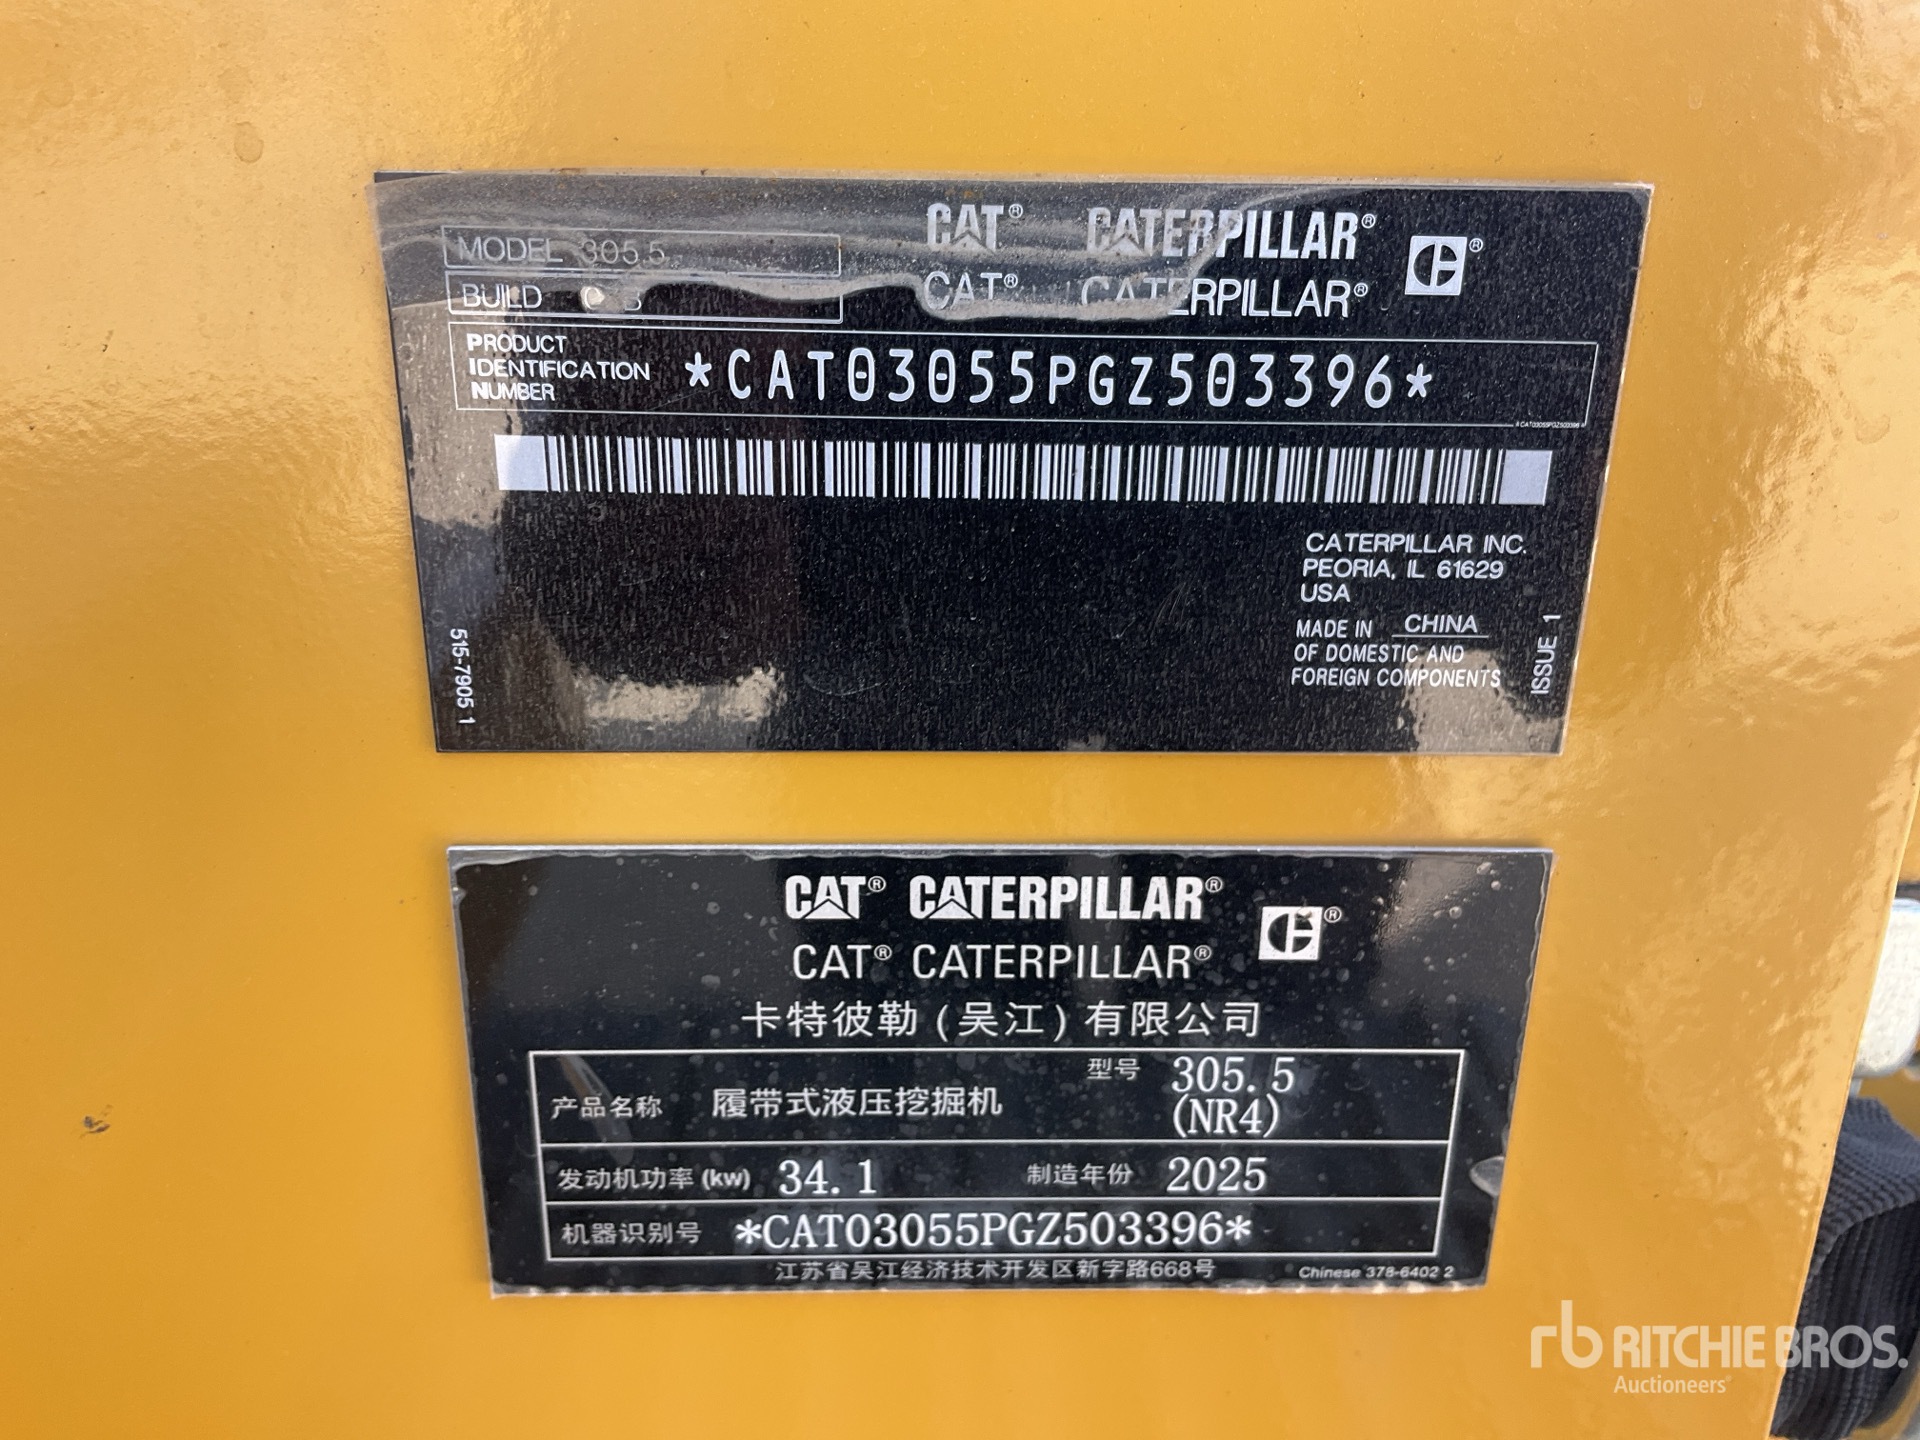 MODEL 305.5
BUILD
CAT® CATERPILLAR®
CAT® CATERPILLAR®
PRODUCT
IDENTIFICATION
NUMBER
*CAT03055PGZ503396*
*CAT03055PGZ503396
CATERPILLAR INC.
PEORIA, IL 61629
USA
MADE IN CHINA
OF DOMESTIC AND
FOREIGN COMPONENTS
515-7905 1
ISSUE 1
CAT® CATERPILLAR®
CAT® CATERPILLAR®
卡特彼勒（吴江）有限公司
产品名称 履带式液压挖掘机 型号 305.5
(NR4)
发动机功率 (kw) 34.1 制造年份 2025
机器识别号 *CAT03055PGZ503396*
江苏省吴江经济技术开发区新字路668号
Chinese 378-6402 2
rb RITCHIE BROS.
Auctioneers